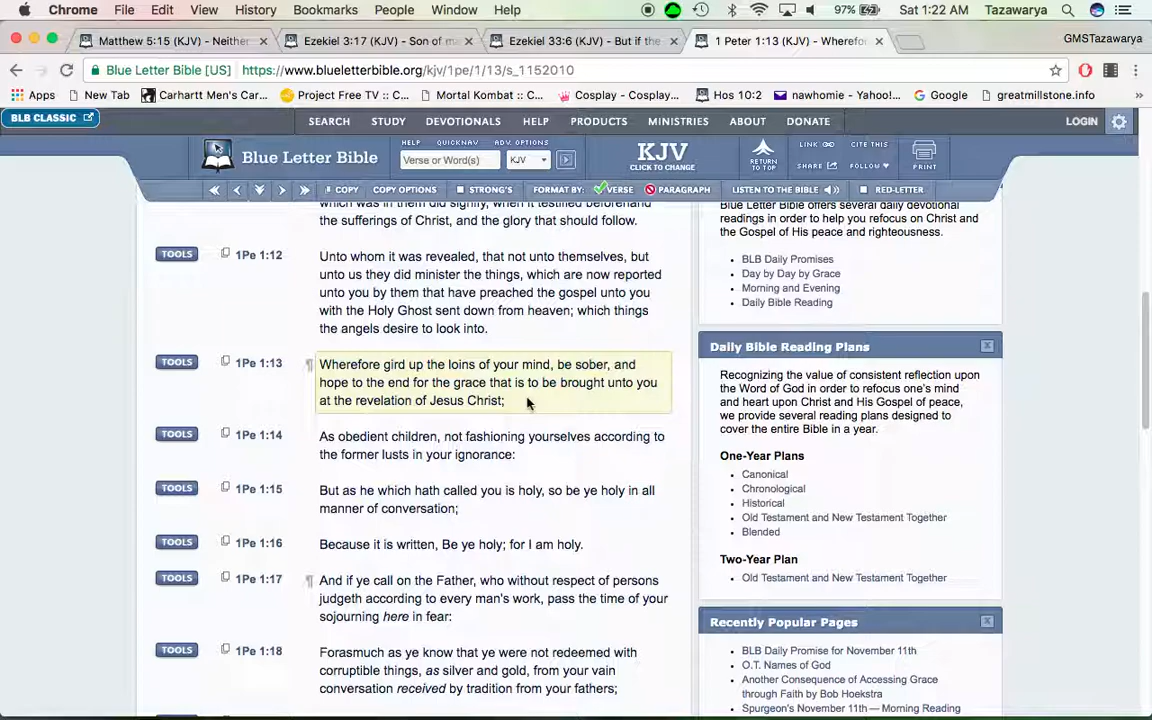 Chrome File Edit View History Bookmarks People Window Help 97% Sat 1:22 AM Tazawarya
Matthew 5:15 (KJV) - Neither Ezekiel 3:17 (KJV) - Son of m Ezekiel 33:6 (KJV) - But if the 1 Peter 1:13 (KJV) - Wherefo GMSTazawarya
Blue Letter Bible [US] https://www.blueletterbible.org/kjv/1pe/1/13/s_1152010
Apps New Tab Carhartt Men's Car... Project Free TV :: C... Mortal Kombat :: C... Cosplay - Cosplay... Hos 10:2 nawhomie - Yahoo!... Google greatmillstone.info »
BLB CLASSIC SEARCH STUDY DEVOTIONALS HELP PRODUCTS MINISTRIES ABOUT DONATE LOGIN
HELP QUICKNAV ADV. OPTIONS
Blue Letter Bible Verse or Word(s) KJV KJV CLICK TO CHANGE RETURN TO TOP LINK CITE THIS SHARE FOLLOW PRINT
COPY COPY OPTIONS STRONG'S FORMAT BY: VERSE PARAGRAPH LISTEN TO THE BIBLE RED-LETTER
which was in them did signify, when it testified beforehand
the sufferings of Christ, and the glory that should follow.
TOOLS 1Pe 1:12 Unto whom it was revealed, that not unto themselves, but
unto us they did minister the things, which are now reported
unto you by them that have preached the gospel unto you
with the Holy Ghost sent down from heaven; which things
the angels desire to look into.
TOOLS 1Pe 1:13 ¶ Wherefore gird up the loins of your mind, be sober, and
hope to the end for the grace that is to be brought unto you
at the revelation of Jesus Christ;
TOOLS 1Pe 1:14 As obedient children, not fashioning yourselves according to
the former lusts in your ignorance:
TOOLS 1Pe 1:15 But as he which hath called you is holy, so be ye holy in all
manner of conversation;
TOOLS 1Pe 1:16 Because it is written, Be ye holy; for I am holy.
TOOLS 1Pe 1:17 ¶ And if ye call on the Father, who without respect of persons
judgeth according to every man's work, pass the time of your
sojourning here in fear:
TOOLS 1Pe 1:18 Forasmuch as ye know that ye were not redeemed with
corruptible things, as silver and gold, from your vain
conversation received by tradition from your fathers;
Blue Letter Bible offers several daily devotional
readings in order to help you refocus on Christ and
the Gospel of His peace and righteousness.
BLB Daily Promises
Day by Day by Grace
Morning and Evening
Daily Bible Reading
Daily Bible Reading Plans
Recognizing the value of consistent reflection upon
the Word of God in order to refocus one's mind
and heart upon Christ and His Gospel of peace,
we provide several reading plans designed to
cover the entire Bible in a year.
One-Year Plans
Canonical
Chronological
Historical
Old Testament and New Testament Together
Blended
Two-Year Plan
Old Testament and New Testament Together
Recently Popular Pages
BLB Daily Promise for November 11th
O.T. Names of God
Another Consequence of Accessing Grace
through Faith by Bob Hoekstra
Spurgeon's November 11th — Morning Reading